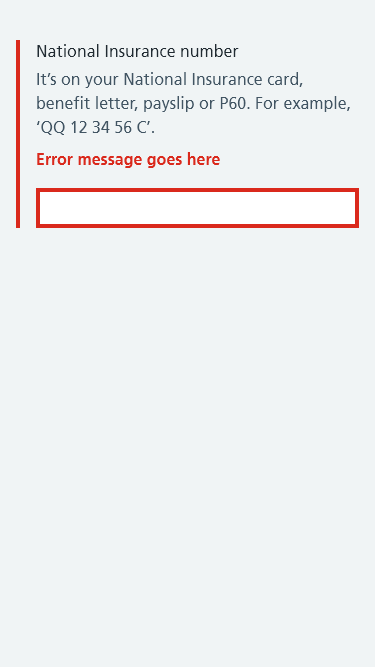 National Insurance number
It’s on your National Insurance card,
benefit letter, payslip or P60. For example,
‘QQ 12 34 56 C’.
Error message goes here